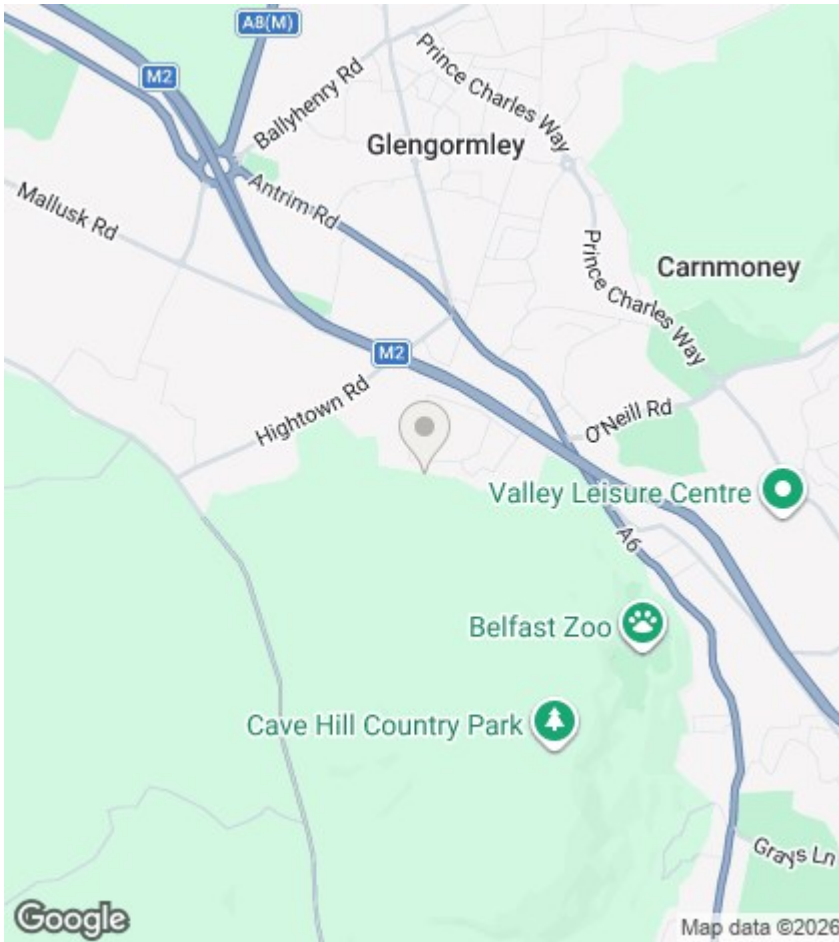 A8(M)
Prince Charles Way
M2
Ballyhenry Rd
Glengormley
Antrim Rd
Mallusk Rd
Carnmoney
Prince Charles Way
M2
Hightown Rd
O'Neill Rd
Valley Leisure Centre
A6
Belfast Zoo
Cave Hill Country Park
Grays Ln
Google
Map data ©2026